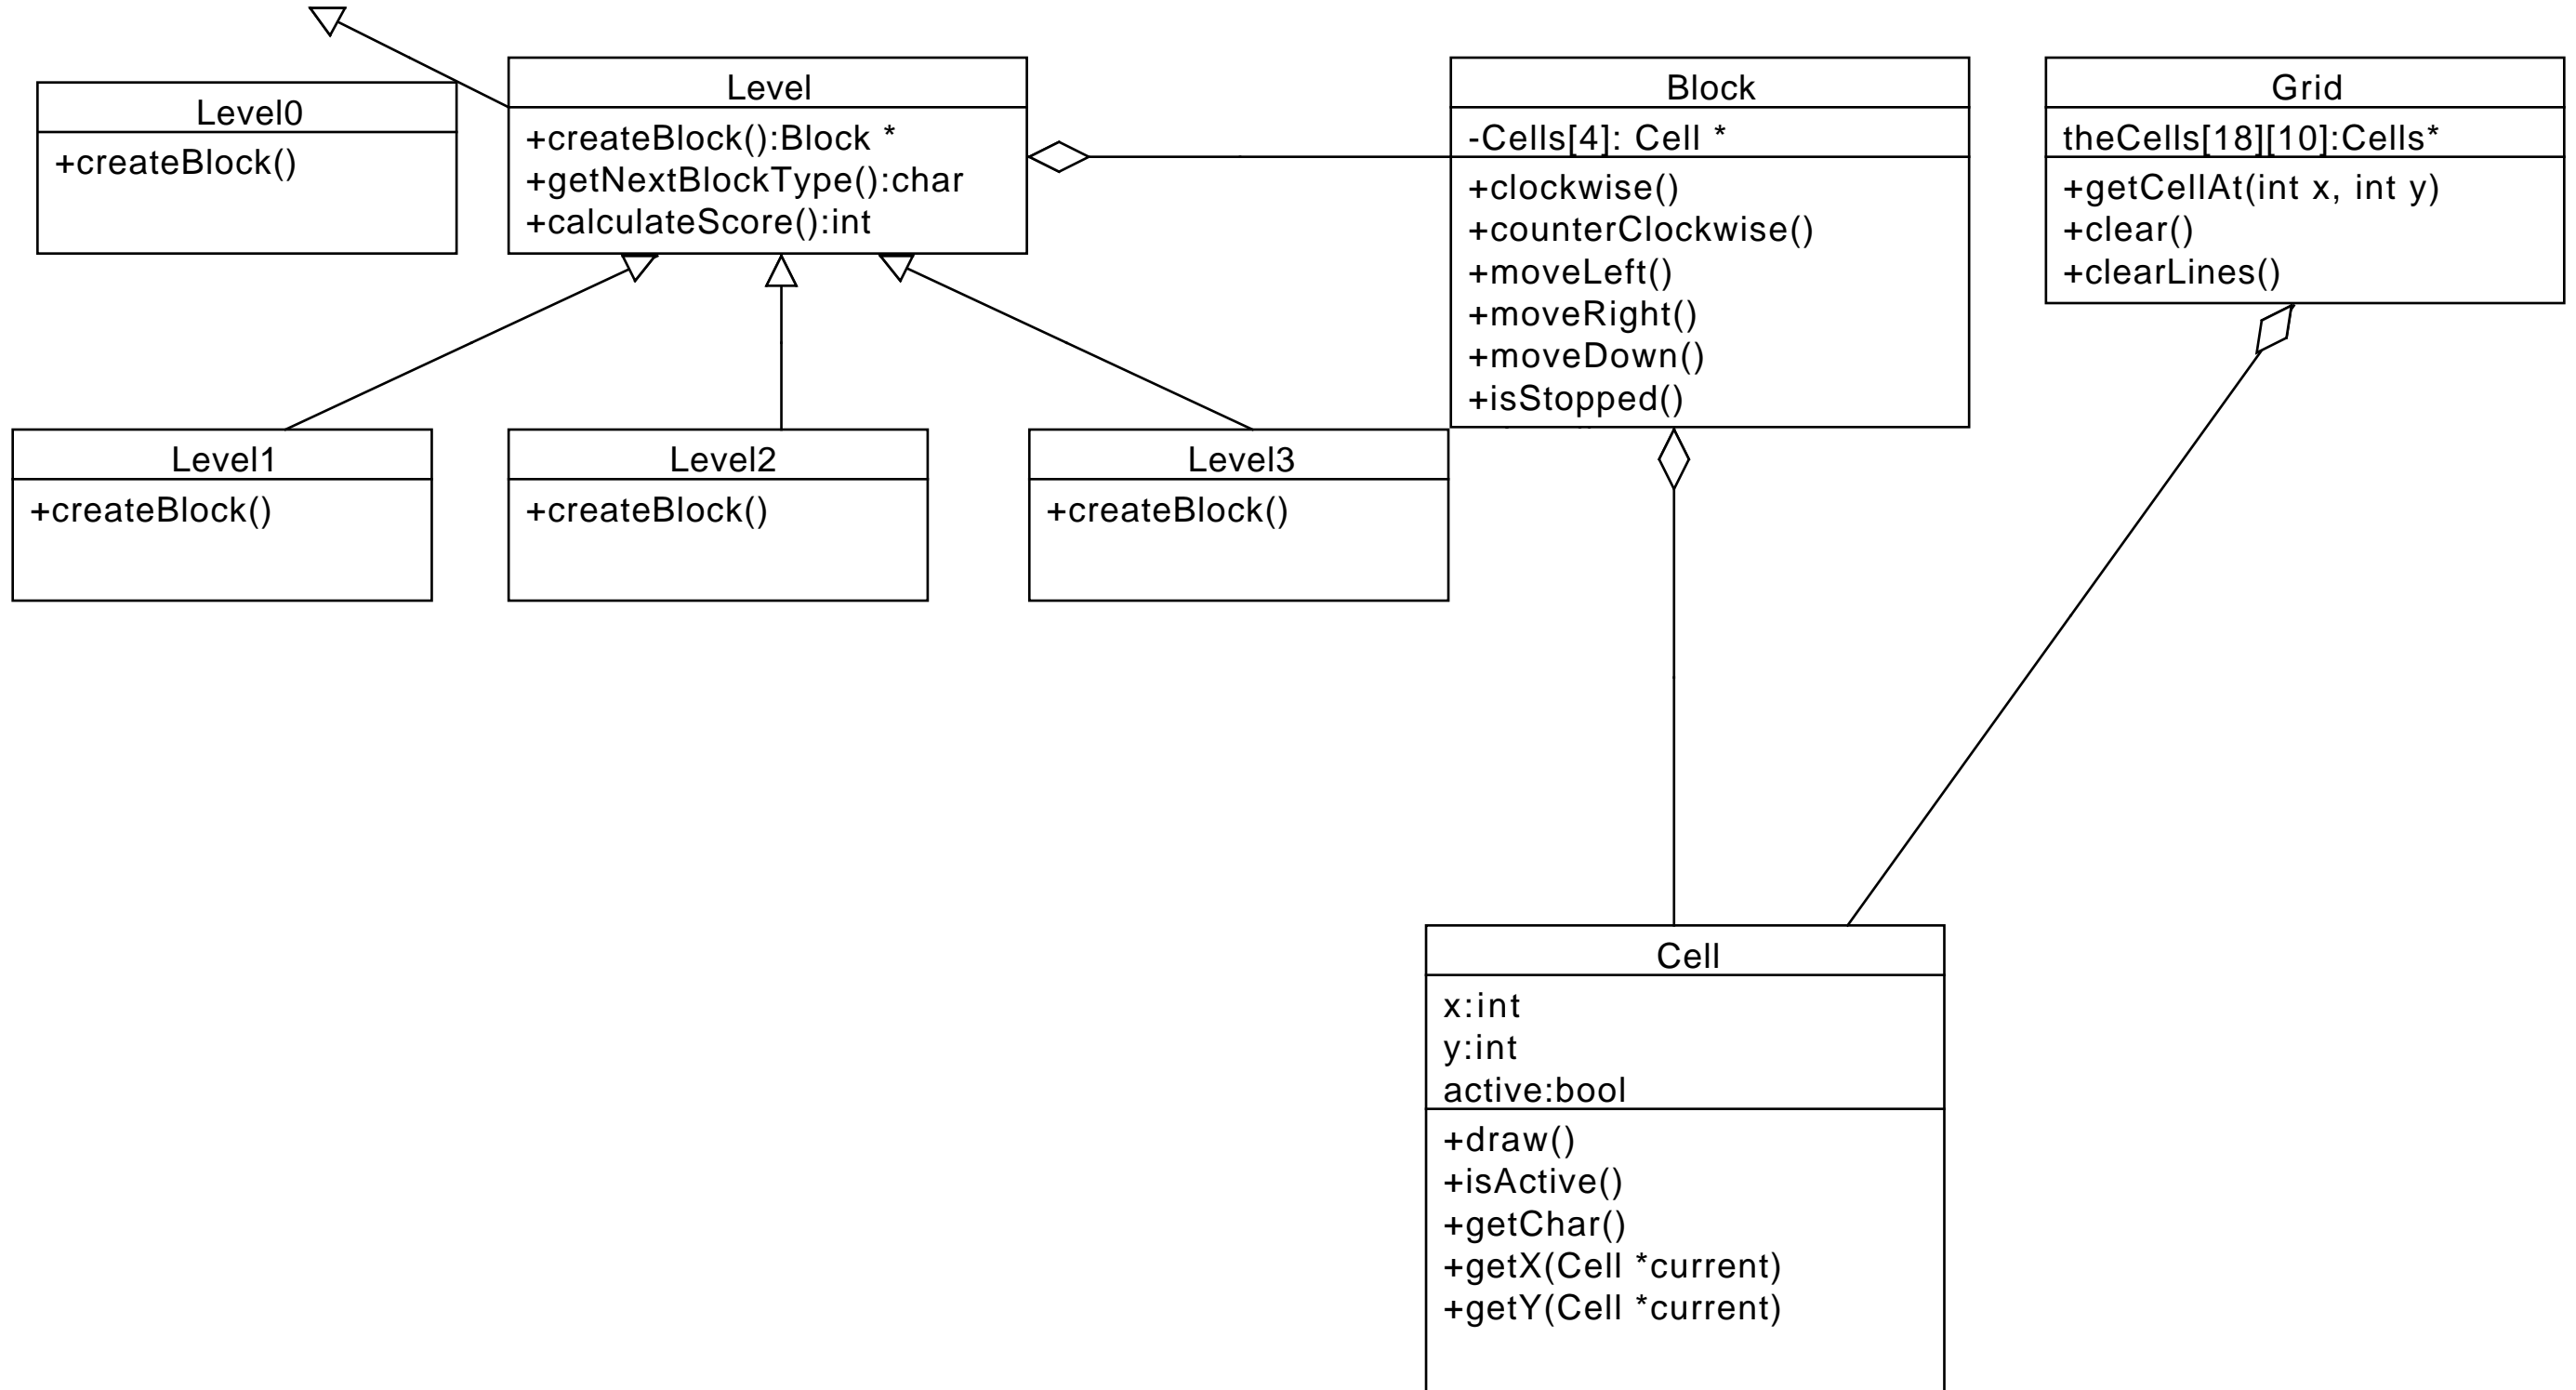 Level0
+createBlock()
Level
+createBlock():Block *
+getNextBlockType():char
+calculateScore():int
Block
-Cells[4]: Cell *
+clockwise()
+counterClockwise()
+moveLeft()
+moveRight()
+moveDown()
+isStopped()
Grid
theCells[18][10]:Cells*
+getCellAt(int x, int y)
+clear()
+clearLines()
Level1
+createBlock()
Level2
+createBlock()
Level3
+createBlock()
Cell
x:int
y:int
active:bool
+draw()
+isActive()
+getChar()
+getX(Cell *current)
+getY(Cell *current)